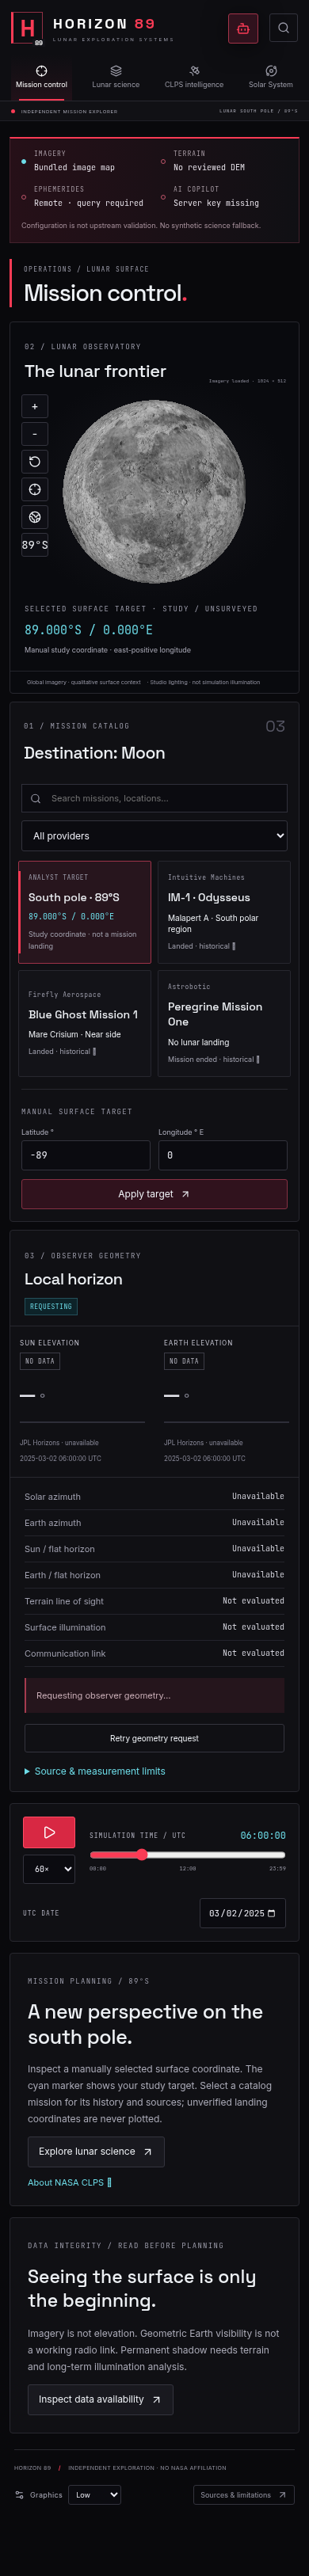 H
89
HORIZON 89
LUNAR EXPLORATION SYSTEMS
Mission control
Lunar science
CLPS intelligence
Solar System
INDEPENDENT MISSION EXPLORER
LUNAR SOUTH POLE / 89°S
IMAGERY
Bundled image map
TERRAIN
No reviewed DEM
EPHEMERIDES
Remote · query required
AI COPILOT
Server key missing
Configuration is not upstream validation. No synthetic science fallback.
OPERATIONS / LUNAR SURFACE
Mission control.
02 / LUNAR OBSERVATORY
The lunar frontier
Imagery loaded · 1024 × 512
+
-
89°S
SELECTED SURFACE TARGET · STUDY / UNSURVEYED
89.000°S / 0.000°E
Manual study coordinate · east-positive longitude
Global imagery · qualitative surface context · Studio lighting · not simulation illumination
01 / MISSION CATALOG
03
Destination: Moon
Search missions, locations...
All providers
ANALYST TARGET
South pole · 89°S
89.000°S / 0.000°E
Study coordinate · not a mission
landing
Intuitive Machines
IM-1 · Odysseus
Malapert A · South polar
region
Landed · historical
Firefly Aerospace
Blue Ghost Mission 1
Mare Crisium · Near side
Landed · historical
Astrobotic
Peregrine Mission
One
No lunar landing
Mission ended · historical
MANUAL SURFACE TARGET
Latitude °
Longitude ° E
-89
0
Apply target
03 / OBSERVER GEOMETRY
Local horizon
REQUESTING
SUN ELEVATION
NO DATA
— °
JPL Horizons · unavailable
2025-03-02 06:00:00 UTC
EARTH ELEVATION
NO DATA
— °
JPL Horizons · unavailable
2025-03-02 06:00:00 UTC
Solar azimuth Unavailable
Earth azimuth Unavailable
Sun / flat horizon Unavailable
Earth / flat horizon Unavailable
Terrain line of sight Not evaluated
Surface illumination Not evaluated
Communication link Not evaluated
Requesting observer geometry...
Retry geometry request
Source & measurement limits
60×
SIMULATION TIME / UTC
06:00:00
00:00 12:00 23:59
UTC DATE
03/02/2025
MISSION PLANNING / 89°S
A new perspective on the
south pole.
Inspect a manually selected surface coordinate. The
cyan marker shows your study target. Select a catalog
mission for its history and sources; unverified landing
coordinates are never plotted.
Explore lunar science
About NASA CLPS
DATA INTEGRITY / READ BEFORE PLANNING
Seeing the surface is only
the beginning.
Imagery is not elevation. Geometric Earth visibility is not
a working radio link. Permanent shadow needs terrain
and long-term illumination analysis.
Inspect data availability
HORIZON 89 / INDEPENDENT EXPLORATION · NO NASA AFFILIATION
Graphics
Low
Sources & limitations